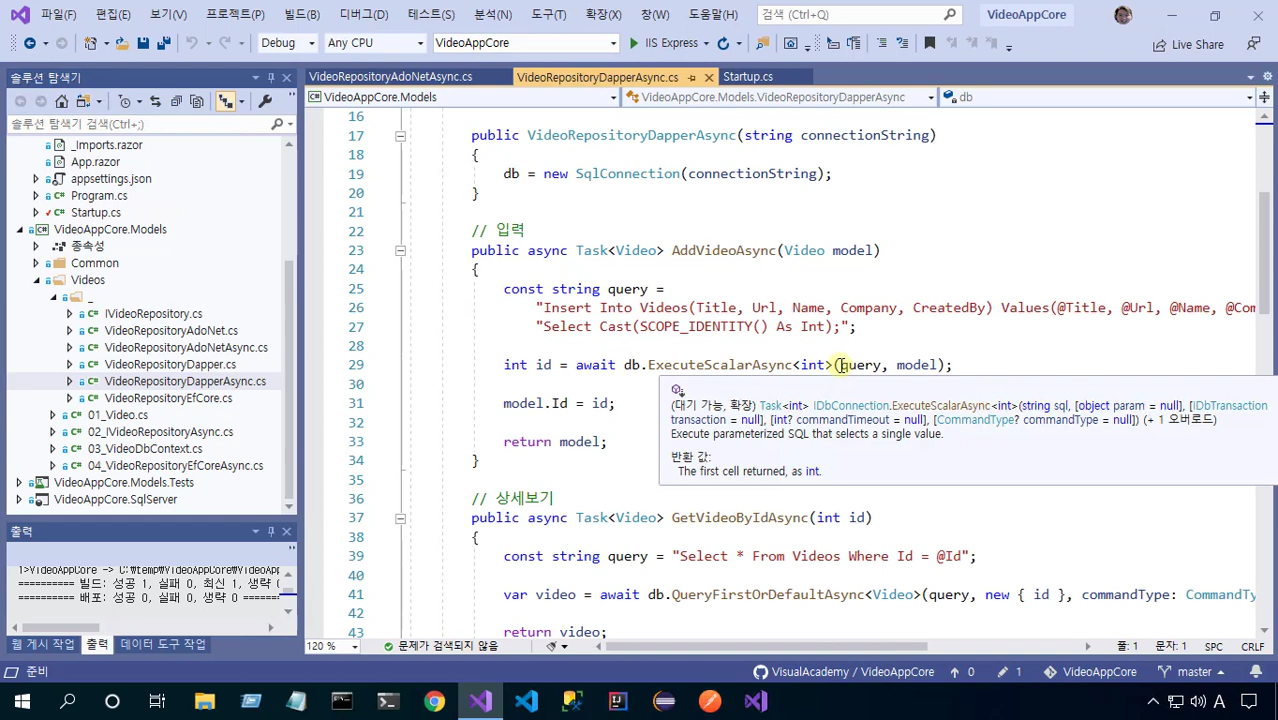 파일(F) 편집(E) 보기(V) 프로젝트(P) 빌드(B) 디버그(D) 테스트(S) 분석(N) 도구(T) 확장(X) 창(W) 도움말(H) 검색 (Ctrl+Q) VideoAppCore
Debug Any CPU VideoAppCore IIS Express Live Share
솔루션 탐색기
솔루션 탐색기 검색(Ctrl+;)
_Imports.razor
App.razor
appsettings.json
Program.cs
Startup.cs
VideoAppCore.Models
종속성
Common
Videos
_
IVideoRepository.cs
VideoRepositoryAdoNet.cs
VideoRepositoryAdoNetAsync.cs
VideoRepositoryDapper.cs
VideoRepositoryDapperAsync.cs
VideoRepositoryEfCore.cs
01_Video.cs
02_IVideoRepositoryAsync.cs
03_VideoDbContext.cs
04_VideoRepositoryEfCoreAsync.cs
VideoAppCore.Models.Tests
VideoAppCore.SqlServer
출력
1>VideoAppCore -> C:\temp\VideoAppCore\VideoApp
========== 빌드: 성공 1, 실패 0, 최신 1, 생략 0
========== 배포: 성공 0, 실패 0, 생략 0 ==========
웹 게시 작업 출력 데이터 도구 작업
VideoRepositoryAdoNetAsync.cs VideoRepositoryDapperAsync.cs Startup.cs
VideoAppCore.Models VideoAppCore.Models.VideoRepositoryDapperAsync db
16
17 public VideoRepositoryDapperAsync(string connectionString)
18 {
19 db = new SqlConnection(connectionString);
20 }
21
22 // 입력
23 public async Task<Video> AddVideoAsync(Video model)
24 {
25 const string query =
26 "Insert Into Videos(Title, Url, Name, Company, CreatedBy) Values(@Title, @Url, @Name, @Com
27 "Select Cast(SCOPE_IDENTITY() As Int);";
28
29 int id = await db.ExecuteScalarAsync<int>(query, model);
30
(대기 가능, 확장) Task<int> IDbConnection.ExecuteScalarAsync<int>(string sql, [object param = null], [IDbTransaction
transaction = null], [int? commandTimeout = null], [CommandType? commandType = null]) (+ 1 오버로드)
Execute parameterized SQL that selects a single value.
반환 값:
The first cell returned, as int.
31 model.Id = id;
32
33 return model;
34 }
35
36 // 상세보기
37 public async Task<Video> GetVideoByIdAsync(int id)
38 {
39 const string query = "Select * From Videos Where Id = @Id";
40
41 var video = await db.QueryFirstOrDefaultAsync<Video>(query, new { id }, commandType: CommandTy
42
43 return video;
120 % 문제가 검색되지 않음 줄: 1 문자: 1 SPC CRLF
준비 VisualAcademy / VideoAppCore 0 1 VideoAppCore master
A